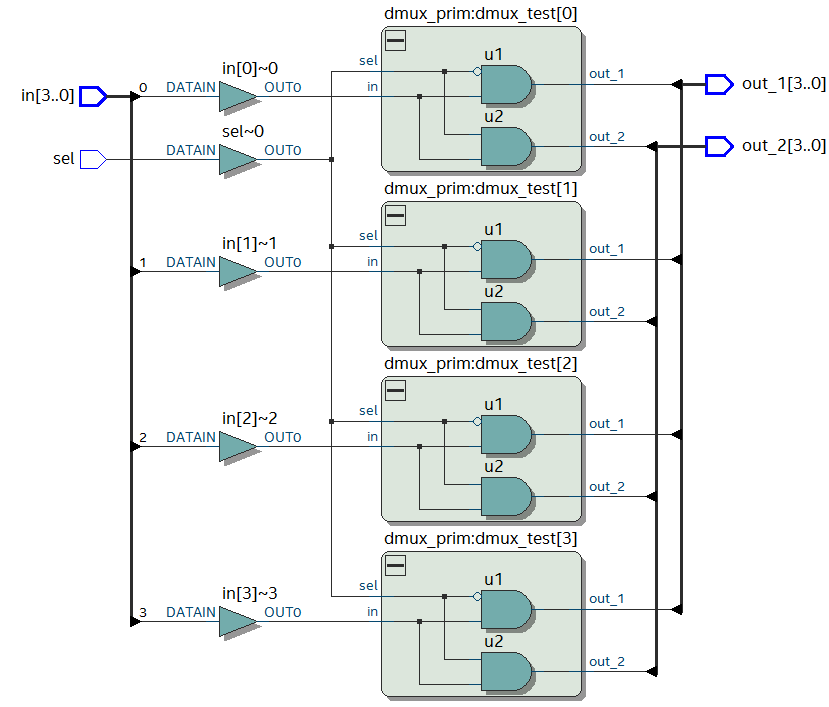 dmux_prim:dmux_test[0]
in[3..0]
0
DATAIN
in[0]~0
OUT0
sel
in
u1
out_1
out_1[3..0]
sel
DATAIN
sel~0
OUT0
u2
out_2
out_2[3..0]
dmux_prim:dmux_test[1]
1
DATAIN
in[1]~1
OUT0
sel
in
u1
out_1
u2
out_2
dmux_prim:dmux_test[2]
2
DATAIN
in[2]~2
OUT0
sel
in
u1
out_1
u2
out_2
dmux_prim:dmux_test[3]
3
DATAIN
in[3]~3
OUT0
sel
in
u1
out_1
u2
out_2